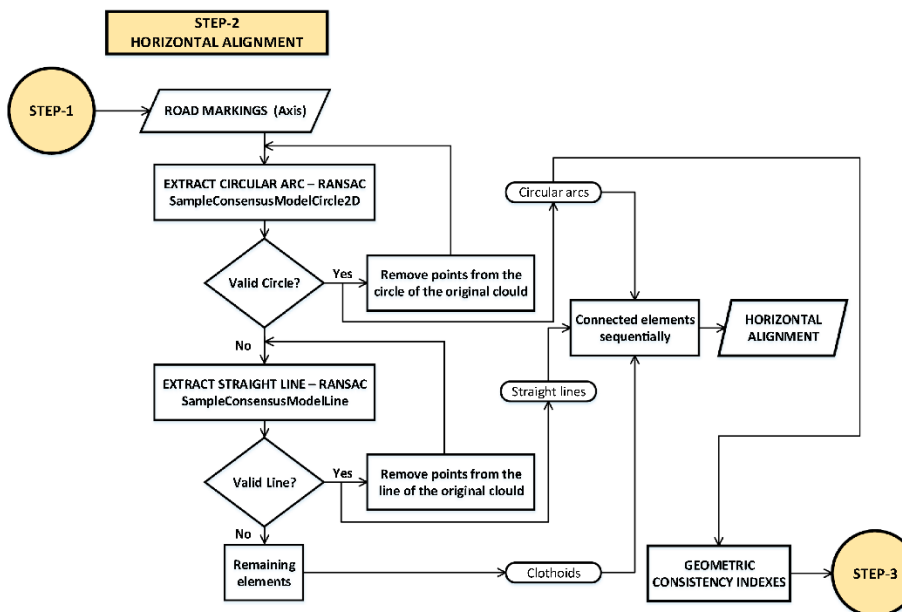 STEP-2
HORIZONTAL ALIGNMENT
STEP-1
ROAD MARKINGS (Axis)
EXTRACT CIRCULAR ARC – RANSAC
SampleConsensusModelCircle2D
Circular arcs
Valid Circle?
Yes
Remove points from the
circle of the original clould
Connected elements
sequentially
HORIZONTAL
ALIGNMENT
No
EXTRACT STRAIGHT LINE – RANSAC
SampleConsensusModelLine
Straight lines
Valid Line?
Yes
Remove points from the
line of the original clould
No
Remaining
elements
Clothoids
GEOMETRIC
CONSISTENCY INDEXES
STEP-3